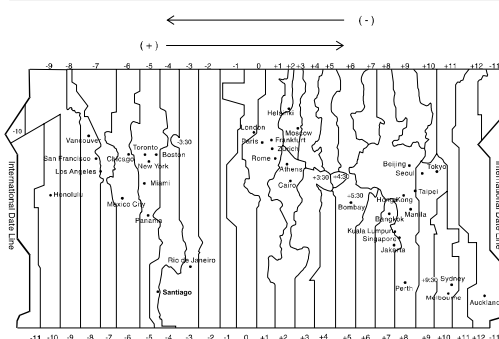 (-)
(+)
-9 -8 -7 -6 -5 -4 -3 -2 -1 0 +1 +2 +3 +4 +5 +6 +7 +8 +9 +10 +11 -11
Helsinki
-10 London Moscow
Vancouver -3:30 Paris Frankfurt
Toronto Zürich
San Francisco Chicago Boston Rome Beijing Tokyo
New York Athens Seoul
Los Angeles +3:30 +4:30
Miami Cairo
Honolulu +5:30 Hong Kong Taipei
Mexico City Bombay
Panama Bangkok Manila
Kuala Lumpur
Singapore
Jakarta
Rio de Janeiro
+9:30 Sydney
Santiago Perth
Melbourne
Auckland
International Date Line
International Date Line
-11 -10 -9 -8 -7 -6 -5 -4 -3 -2 -1 0 +1 +2 +3 +4 +5 +6 +7 +8 +9 +10 +11 +12 -11